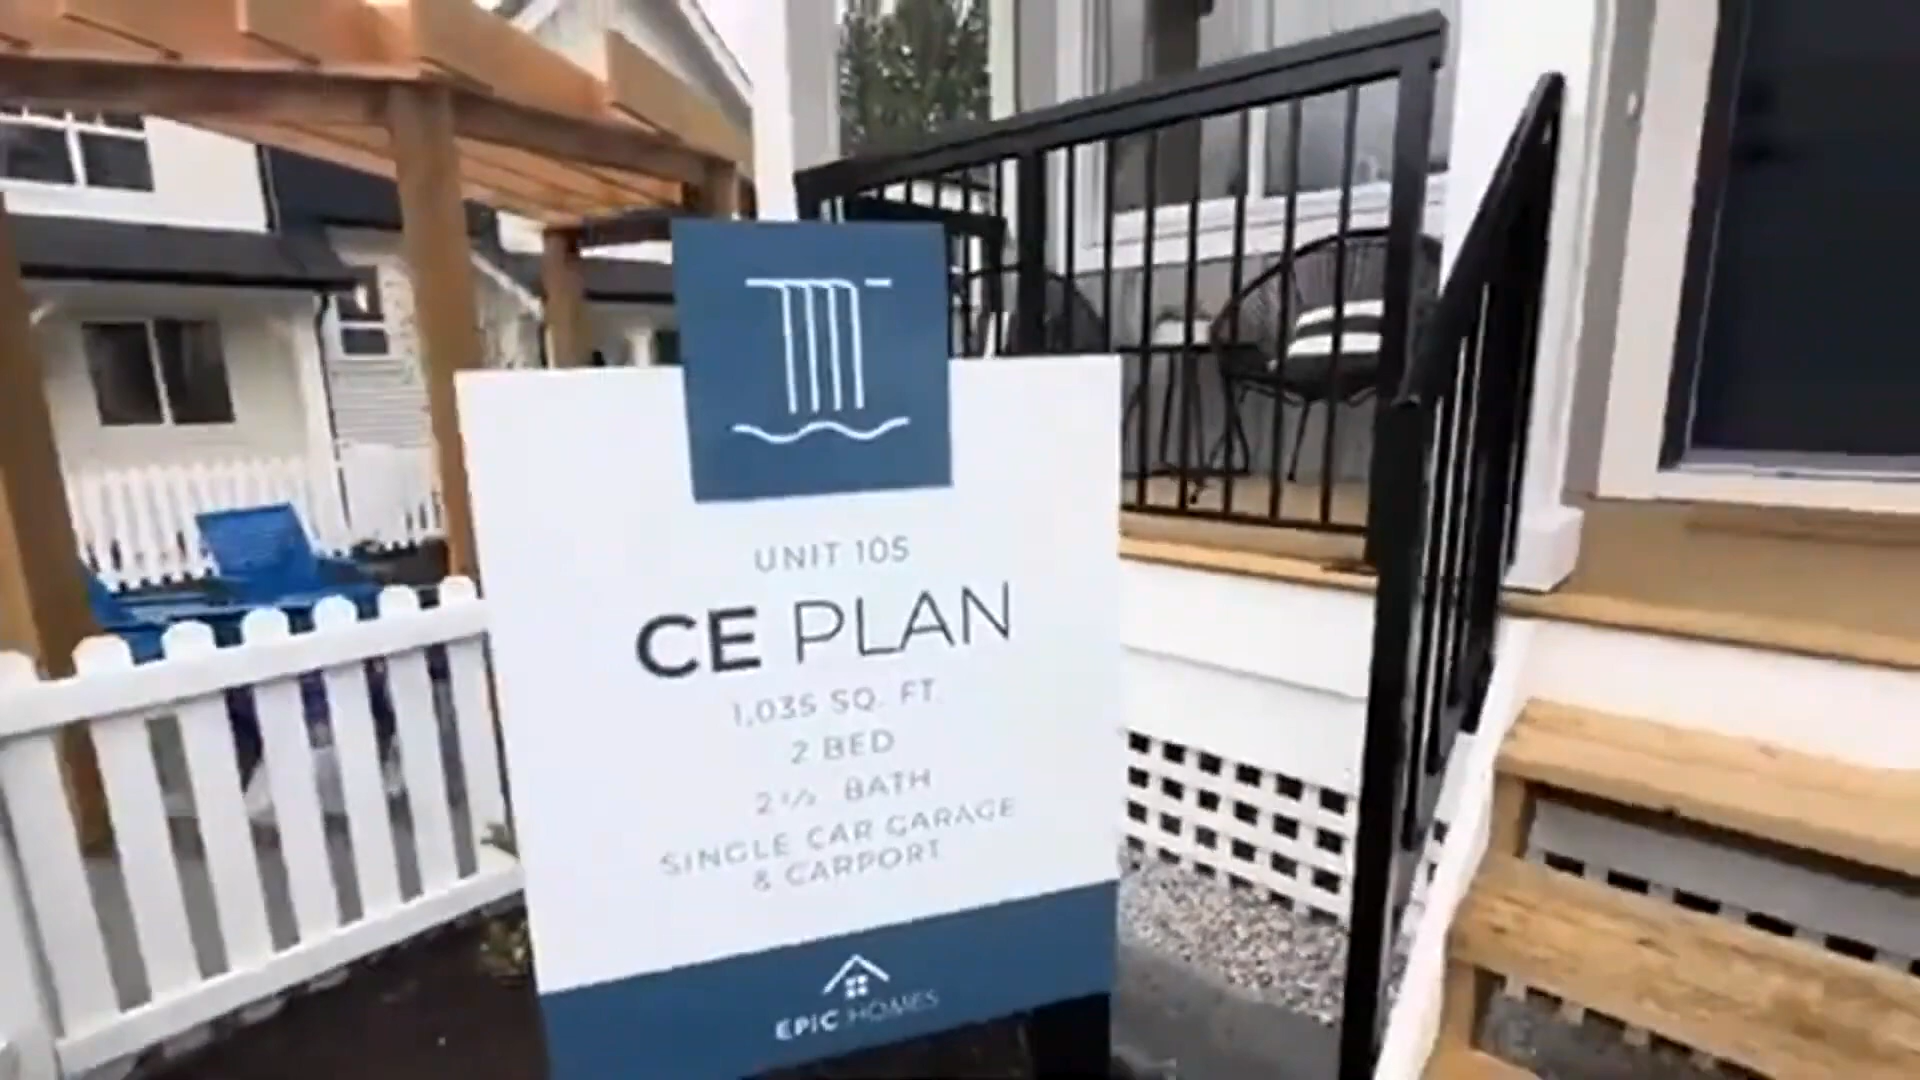 UNIT 105
CE PLAN
1,035 SQ. FT.
2 BED
2 ½ BATH
SINGLE CAR GARAGE
& CARPORT
EPIC HOMES